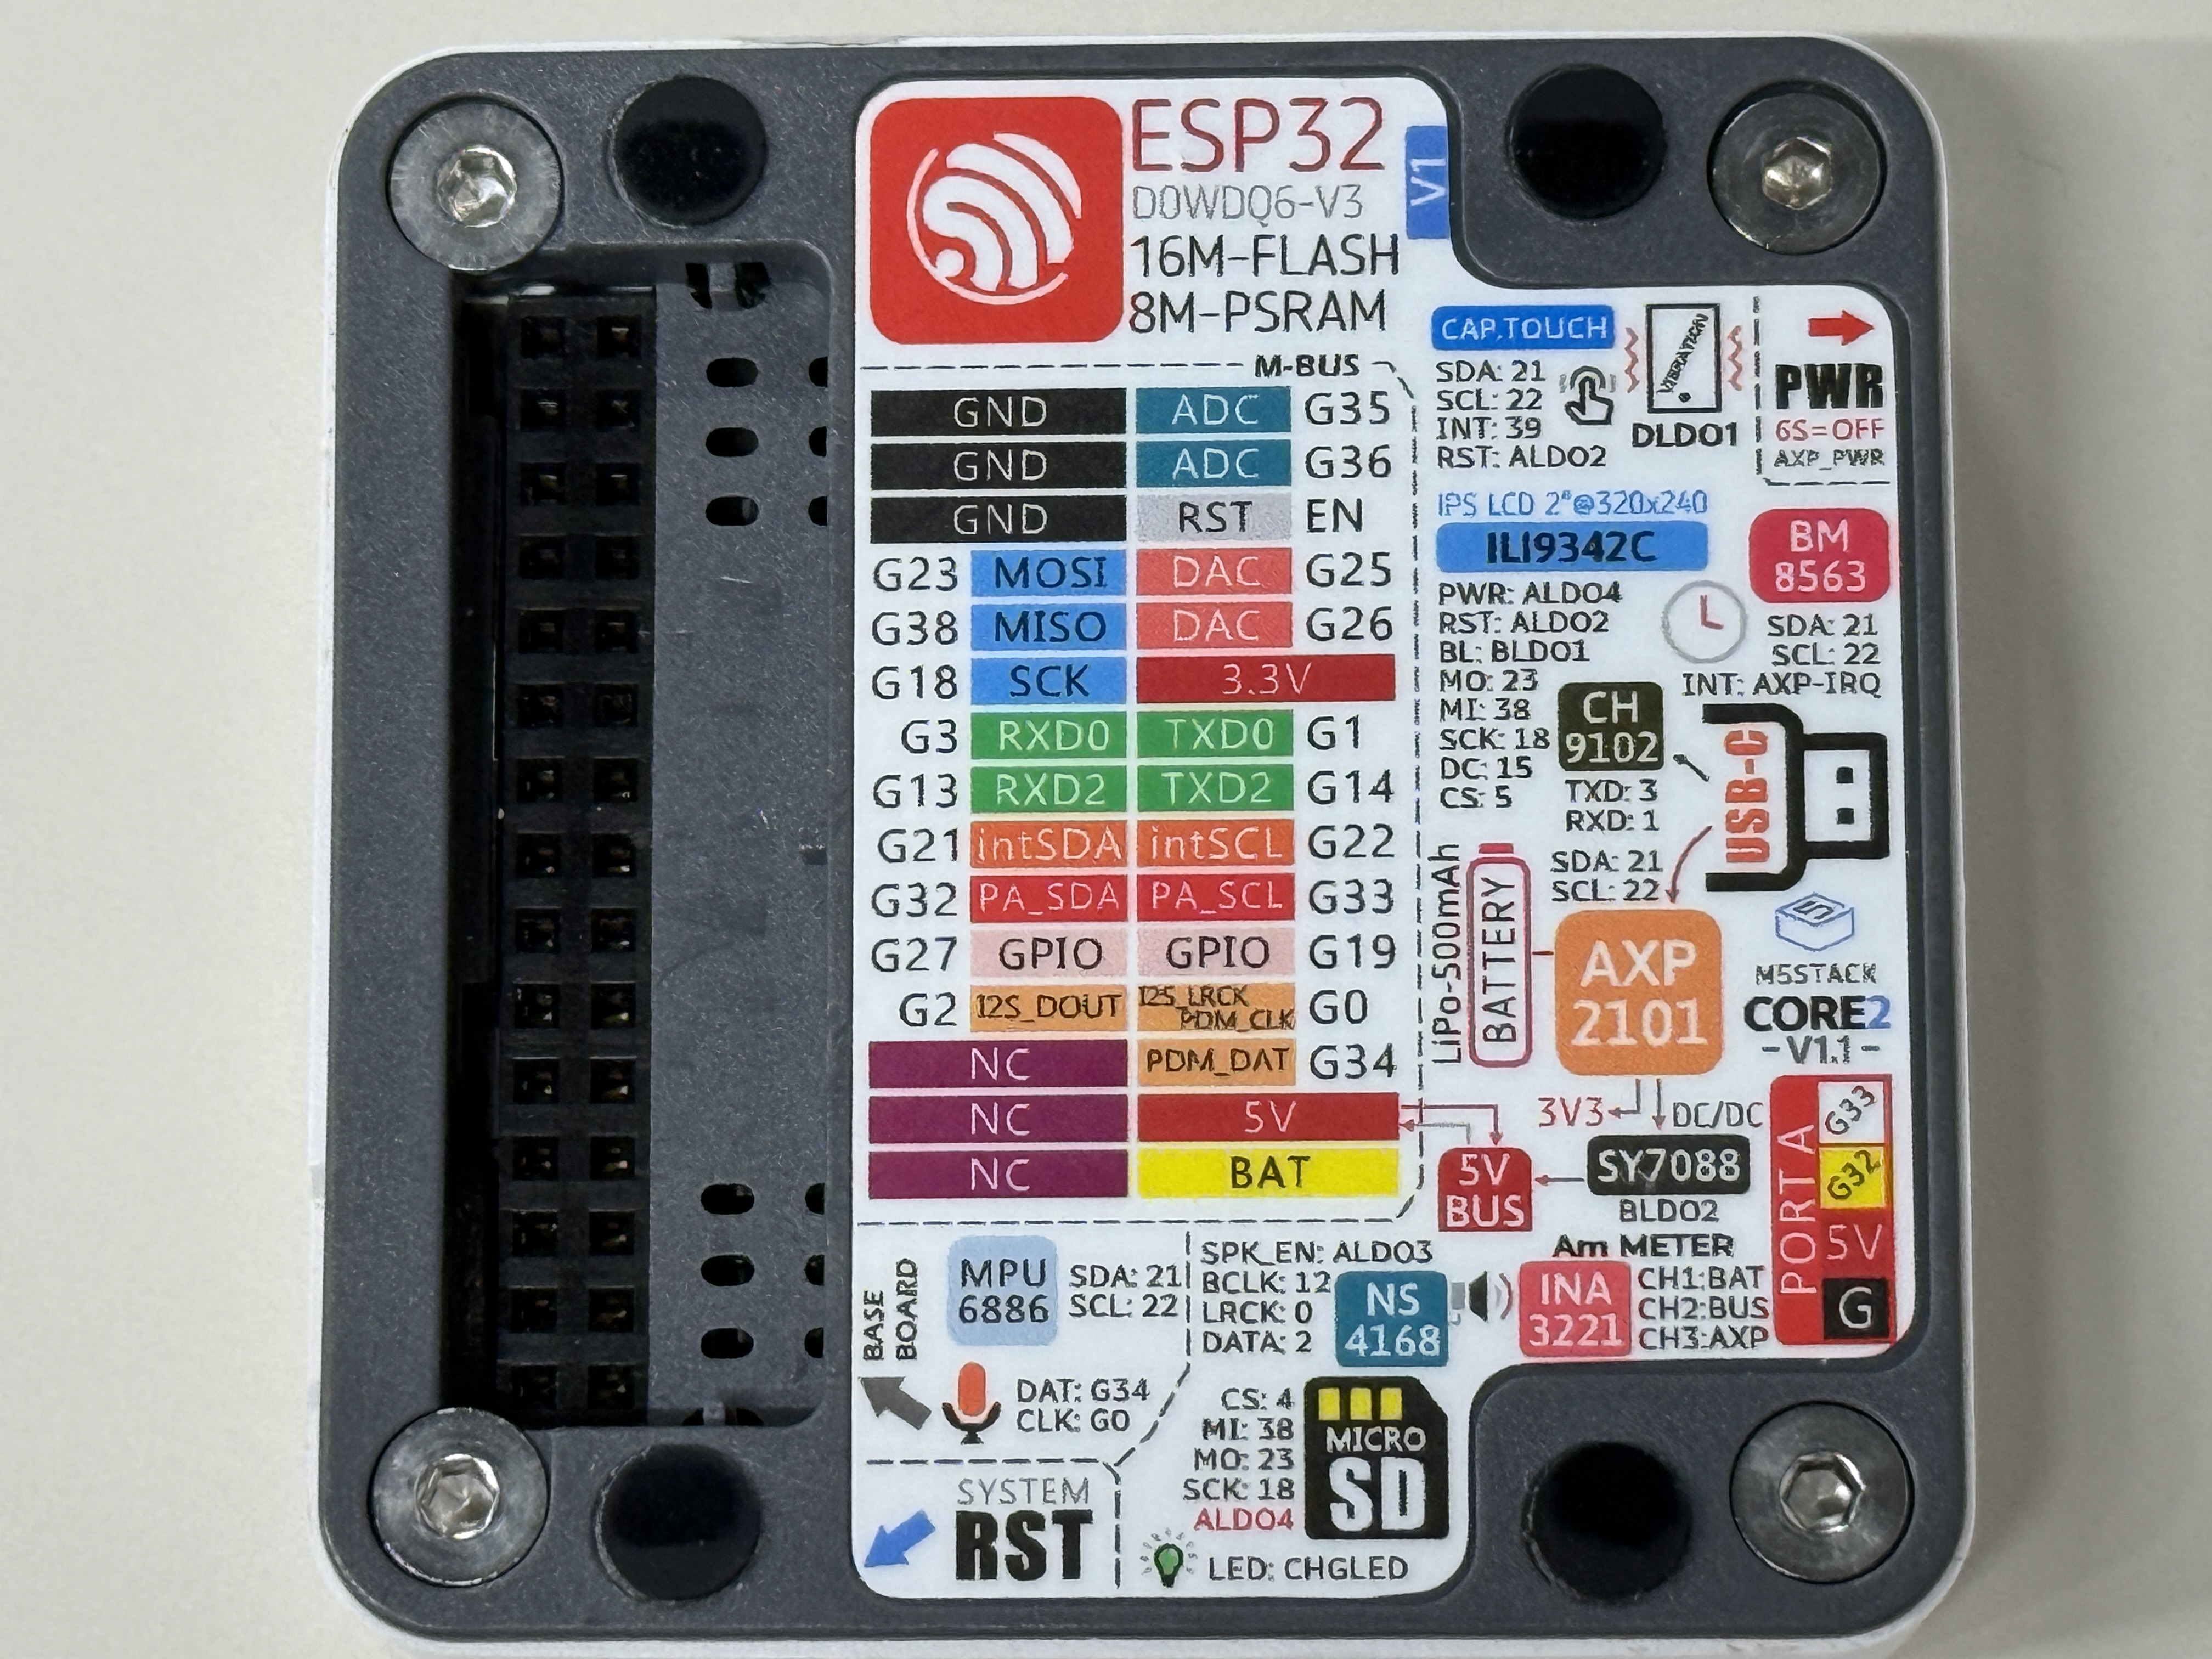 ESP32
V1
D0WDQ6-V3
16M-FLASH
8M-PSRAM
M-BUS
GND ADC G35
GND ADC G36
GND RST EN
G23 MOSI DAC G25
G38 MISO DAC G26
G18 SCK 3.3V
G3 RXD0 TXD0 G1
G13 RXD2 TXD2 G14
G21 intSDA intSCL G22
G32 PA_SDA PA_SCL G33
G27 GPIO GPIO G19
G2 I2S_DOUT I2S_LRCK PDM_CLK G0
NC PDM_DAT G34
NC 5V
NC BAT
CAP.TOUCH
SDA: 21
SCL: 22
INT: 39
RST: ALDO2
VIBRATION
DLDO1
PWR
6S=OFF
AXP_PWR
IPS LCD 2"@320x240
ILI9342C
PWR: ALDO4
RST: ALDO2
BL: BLDO1
MO: 23
MI: 38
SCK: 18
DC: 15
CS: 5
BM
8563
SDA: 21
SCL: 22
INT: AXP-IRQ
CH
9102
TXD: 3
RXD: 1
USB-C
SDA: 21
SCL: 22
LiPo-500mAh
BATTERY
AXP
2101
M5STACK
CORE2
-V1.1-
3V3
DC/DC
SY7088
BLDO2
5V
BUS
PORT A
G33
G32
5V
G
BASE
BOARD
MPU
6886
SDA: 21
SCL: 22
DAT: G34
CLK: G0
SPK_EN: ALDO3
BCLK: 12
LRCK: 0
DATA: 2
NS
4168
Am METER
INA
3221
CH1:BAT
CH2:BUS
CH3:AXP
CS: 4
MI: 38
MO: 23
SCK: 18
ALDO4
MICRO
SD
SYSTEM
RST
LED: CHGLED